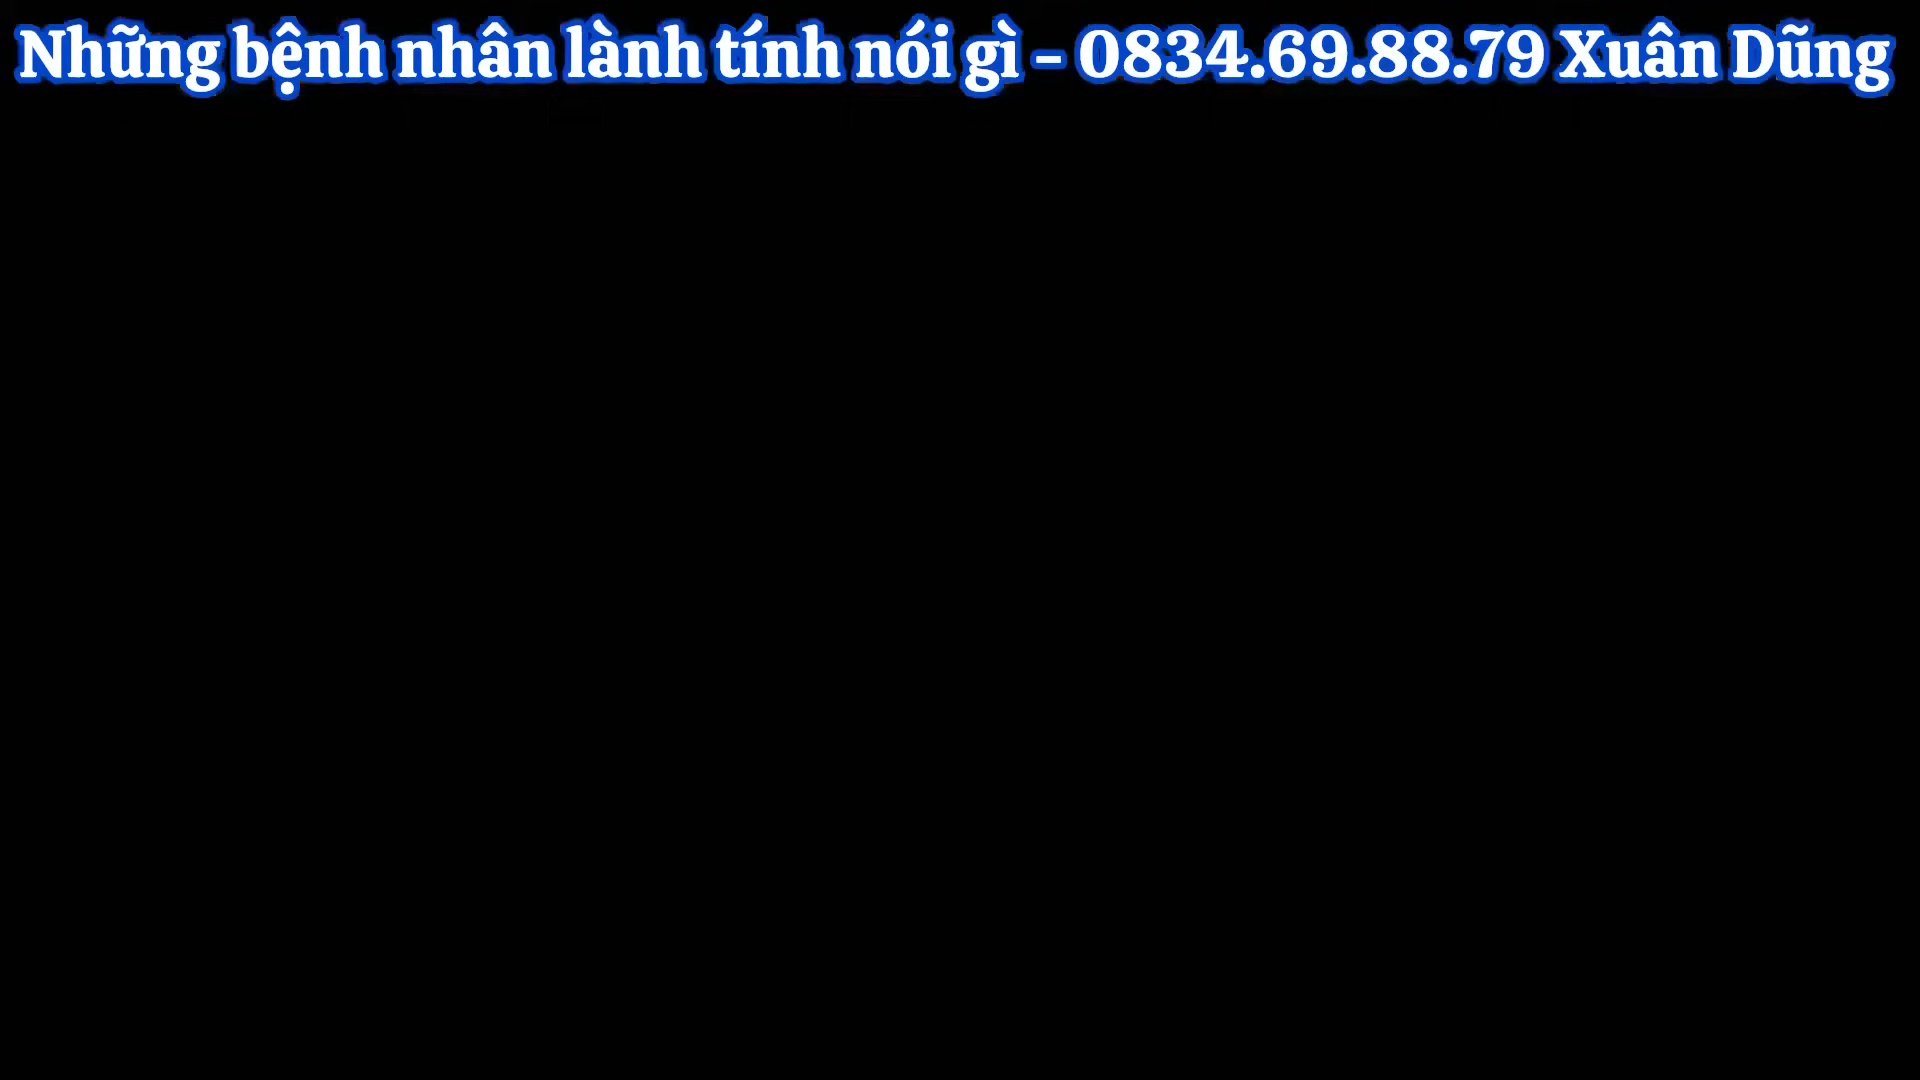 Những bệnh nhân lành tính nói gì – 0834.69.88.79 Xuân Dũng